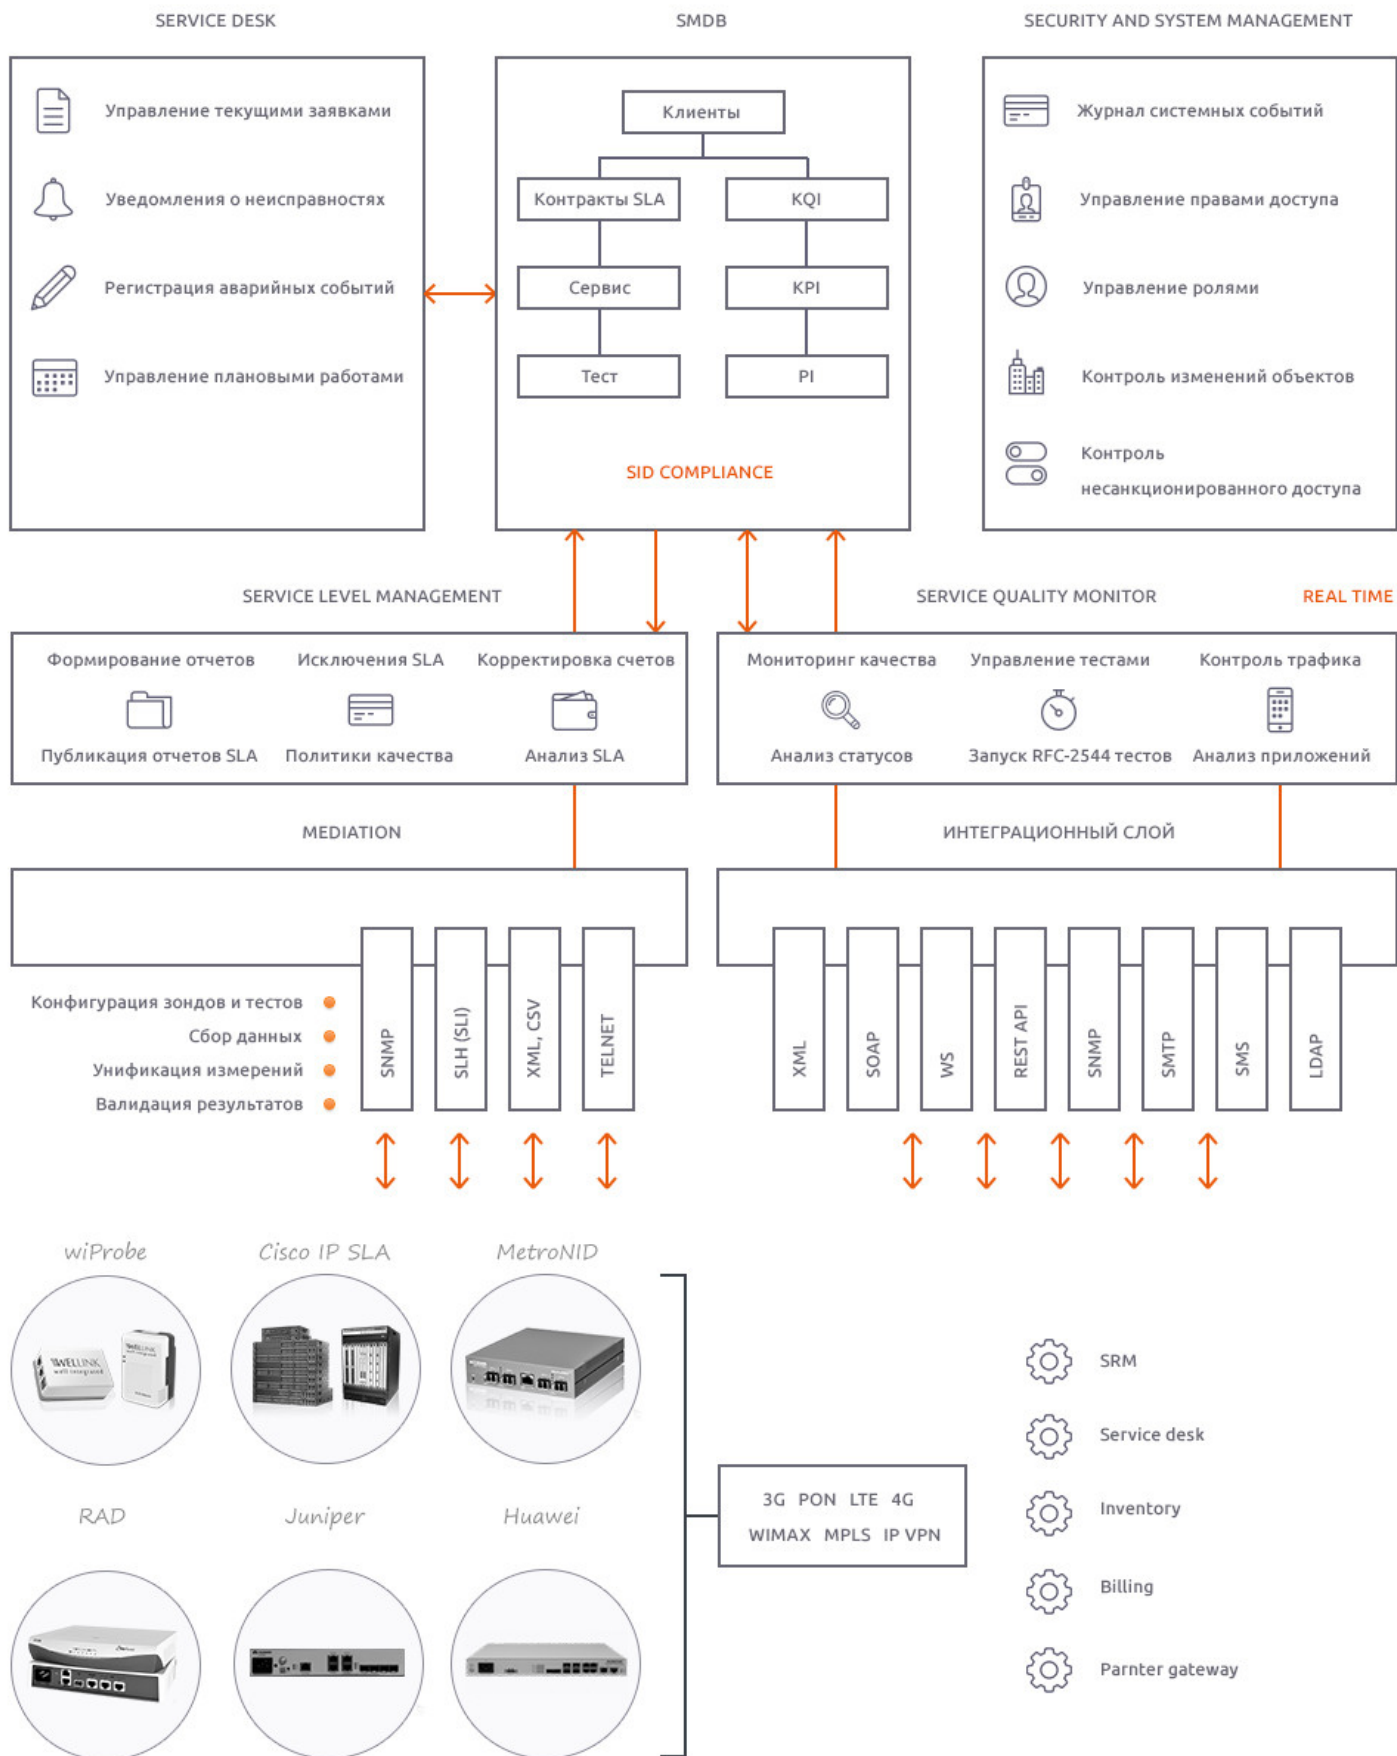 SERVICE DESK
Управление текущими заявками
Уведомления о неисправностях
Регистрация аварийных событий
Управление плановыми работами
SMDB
Клиенты
Контракты SLA
KQI
Сервис
KPI
Тест
PI
SID COMPLIANCE
SECURITY AND SYSTEM MANAGEMENT
Журнал системных событий
Управление правами доступа
Управление ролями
Контроль изменений объектов
Контроль
несанкционированного доступа
SERVICE LEVEL MANAGEMENT
Формирование отчетов
Исключения SLA
Корректировка счетов
Публикация отчетов SLA
Политики качества
Анализ SLA
SERVICE QUALITY MONITOR
REAL TIME
Мониторинг качества
Управление тестами
Контроль трафика
Анализ статусов
Запуск RFC-2544 тестов
Анализ приложений
MEDIATION
SNMP
SLH (SLI)
XML, CSV
TELNET
Конфигурация зондов и тестов
Сбор данных
Унификация измерений
Валидация результатов
ИНТЕГРАЦИОННЫЙ СЛОЙ
XML
SOAP
WS
REST API
SNMP
SMTP
SMS
LDAP
wiProbe
Cisco IP SLA
MetroNID
WELLINK
well integrated
WELLINK
well integrated
RAD
Juniper
Huawei
3G PON LTE 4G
WIMAX MPLS IP VPN
SRM
Service desk
Inventory
Billing
Parnter gateway